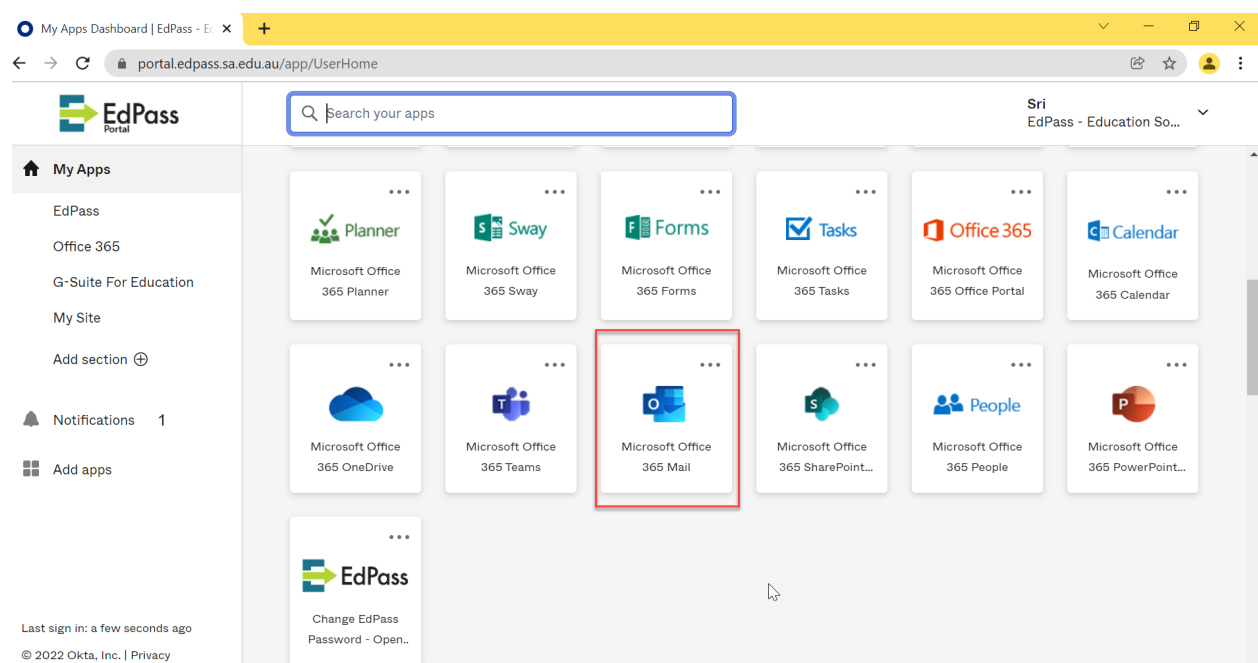 My Apps Dashboard | EdPass - Ec
portal.edpass.sa.edu.au/app/UserHome
EdPass
Portal
Search your apps
Sri
EdPass - Education So...
My Apps
EdPass
Office 365
G-Suite For Education
My Site
Add section
Notifications 1
Add apps
Last sign in: a few seconds ago
© 2022 Okta, Inc. | Privacy
Planner
Microsoft Office
365 Planner
S
Sway
Microsoft Office
365 Sway
F
Forms
Microsoft Office
365 Forms
Tasks
Microsoft Office
365 Tasks
Office 365
Microsoft Office
365 Office Portal
C
Calendar
Microsoft Office
365 Calendar
Microsoft Office
365 OneDrive
T
Microsoft Office
365 Teams
O
Microsoft Office
365 Mail
S
Microsoft Office
365 SharePoint...
People
Microsoft Office
365 People
P
Microsoft Office
365 PowerPoint...
EdPass
Change EdPass
Password - Open..